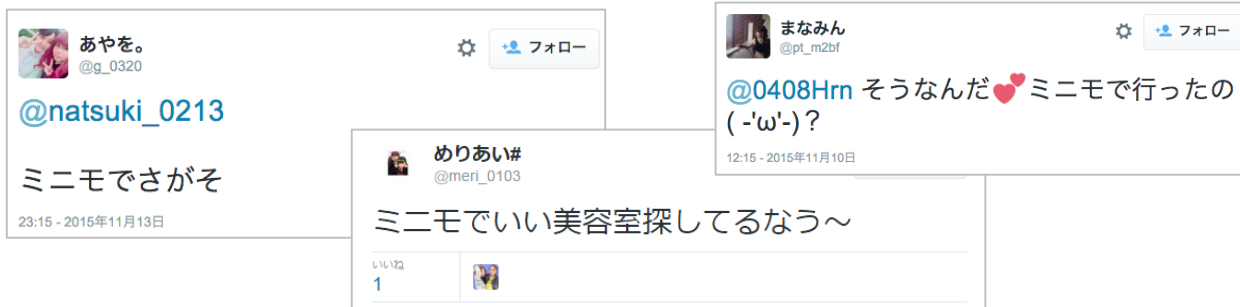 あやを。
@g_0320
フォロー
@natsuki_0213
ミニモでさがそ
23:15 - 2015年11月13日
めりあい#
@meri_0103
ミニモでいい美容室探してるなう〜
いいね
1
まなみん
@pt_m2bf
フォロー
@0408Hrn そうなんだ💕ミニモで行ったの
( -'ω'-)？
12:15 - 2015年11月10日